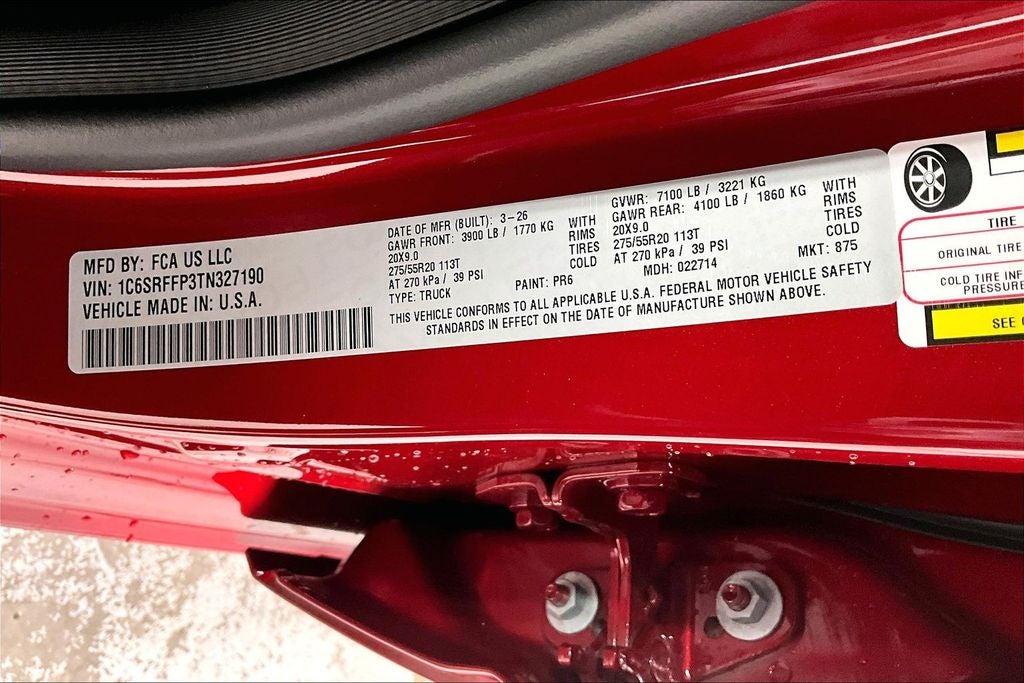 MFD BY: FCA US LLC
VIN: 1C6SRFFP3TN327190
VEHICLE MADE IN: U.S.A.
DATE OF MFR (BUILT): 3-26
GAWR FRONT: 3900 LB / 1770 KG WITH
20X9.0 RIMS
275/55R20 113T TIRES
AT 270 kPa / 39 PSI COLD
TYPE: TRUCK PAINT: PR6
GVWR: 7100 LB / 3221 KG
GAWR REAR: 4100 LB / 1860 KG WITH
20X9.0 RIMS
275/55R20 113T TIRES
AT 270 kPa / 39 PSI COLD
MDH: 022714 MKT: 875
THIS VEHICLE CONFORMS TO ALL APPLICABLE U.S.A. FEDERAL MOTOR VEHICLE SAFETY
STANDARDS IN EFFECT ON THE DATE OF MANUFACTURE SHOWN ABOVE.
TIRE
ORIGINAL TIRE
COLD TIRE INF
PRESSURE
SEE